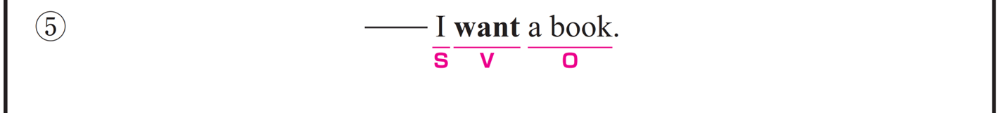 ⑤ —— I want a book.
S V O